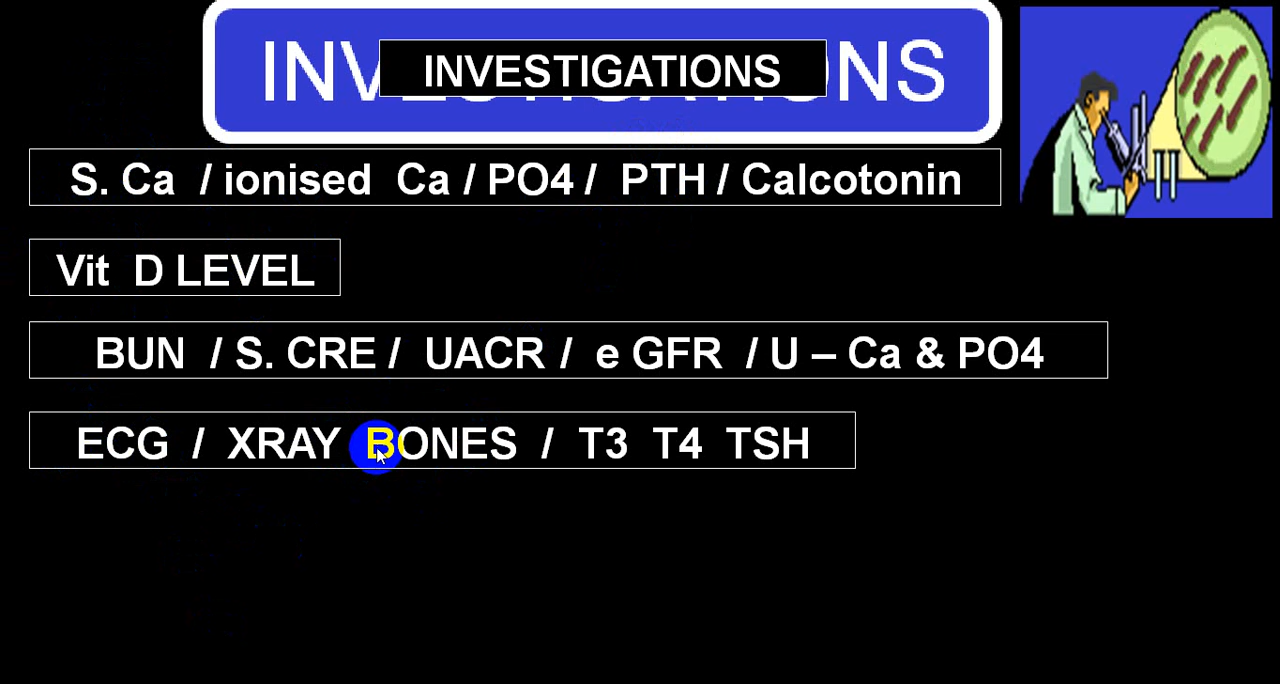 INVESTIGATIONS
INVESTIGATIONS
S. Ca / ionised Ca / PO4 / PTH / Calcotonin
Vit D LEVEL
BUN / S. CRE / UACR / e GFR / U – Ca & PO4
ECG / XRAY BONES / T3 T4 TSH